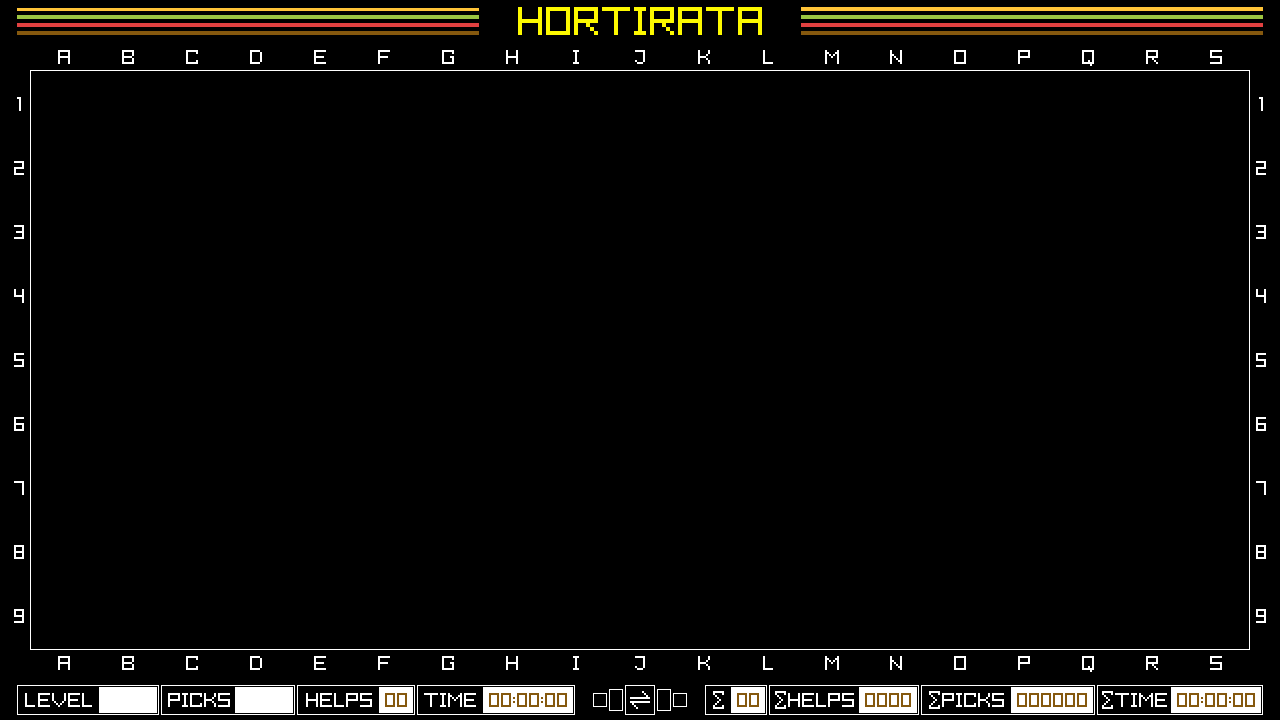 HORTIRATA
A B C D E F G H I J K L M N O P Q R S
1 1
2 2
3 3
4 4
5 5
6 6
7 7
8 8
9 9
A B C D E F G H I J K L M N O P Q R S
LEVEL PICKS HELPS 00 TIME 00:00:00 ⇌ Σ 00 ΣHELPS 0000 ΣPICKS 000000 ΣTIME 00:00:00